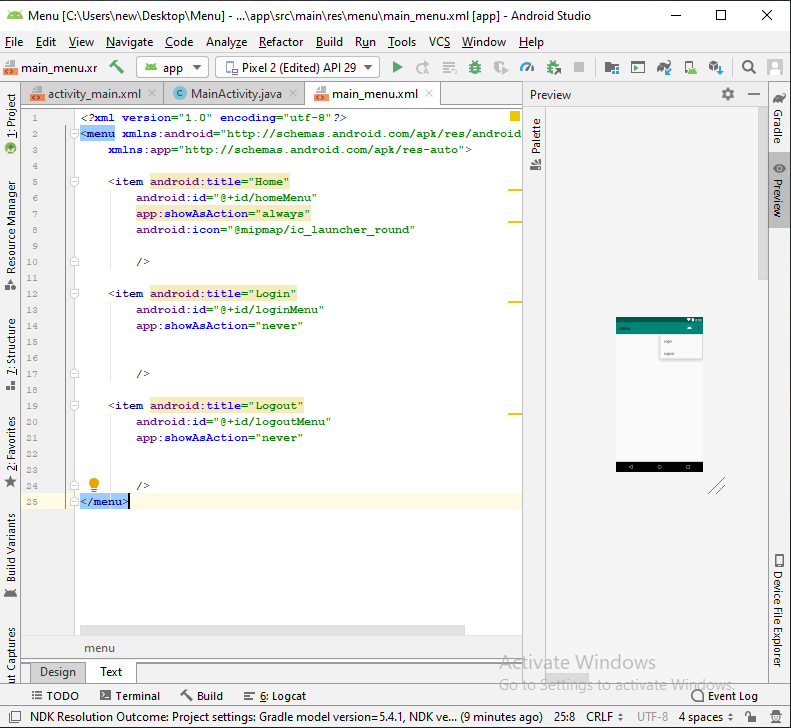 Menu [C:\Users\new\Desktop\Menu] - ...\app\src\main\res\menu\main_menu.xml [app] - Android Studio
File Edit View Navigate Code Analyze Refactor Build Run Tools VCS Window Help
main_menu.xr app Pixel 2 (Edited) API 29
activity_main.xml MainActivity.java main_menu.xml Preview
1: Project
Resource Manager
Z: Structure
2: Favorites
Build Variants
ut Captures
1 <?xml version="1.0" encoding="utf-8"?>
2 <menu xmlns:android="http://schemas.android.com/apk/res/android
3 xmlns:app="http://schemas.android.com/apk/res-auto">
4
5 <item android:title="Home"
6 android:id="@+id/homeMenu"
7 app:showAsAction="always"
8 android:icon="@mipmap/ic_launcher_round"
9
10 />
11
12 <item android:title="Login"
13 android:id="@+id/loginMenu"
14 app:showAsAction="never"
15
16
17 />
18
19 <item android:title="Logout"
20 android:id="@+id/logoutMenu"
21 app:showAsAction="never"
22
23
24 />
25 </menu>
menu
Design Text
Palette
Menu
Login
Logout
Gradle
Preview
Device File Explorer
Activate Windows
Go to Settings to activate Windows.
TODO Terminal Build 6: Logcat Event Log
NDK Resolution Outcome: Project settings: Gradle model version=5.4.1, NDK ve... (9 minutes ago) 25:8 CRLF UTF-8 4 spaces